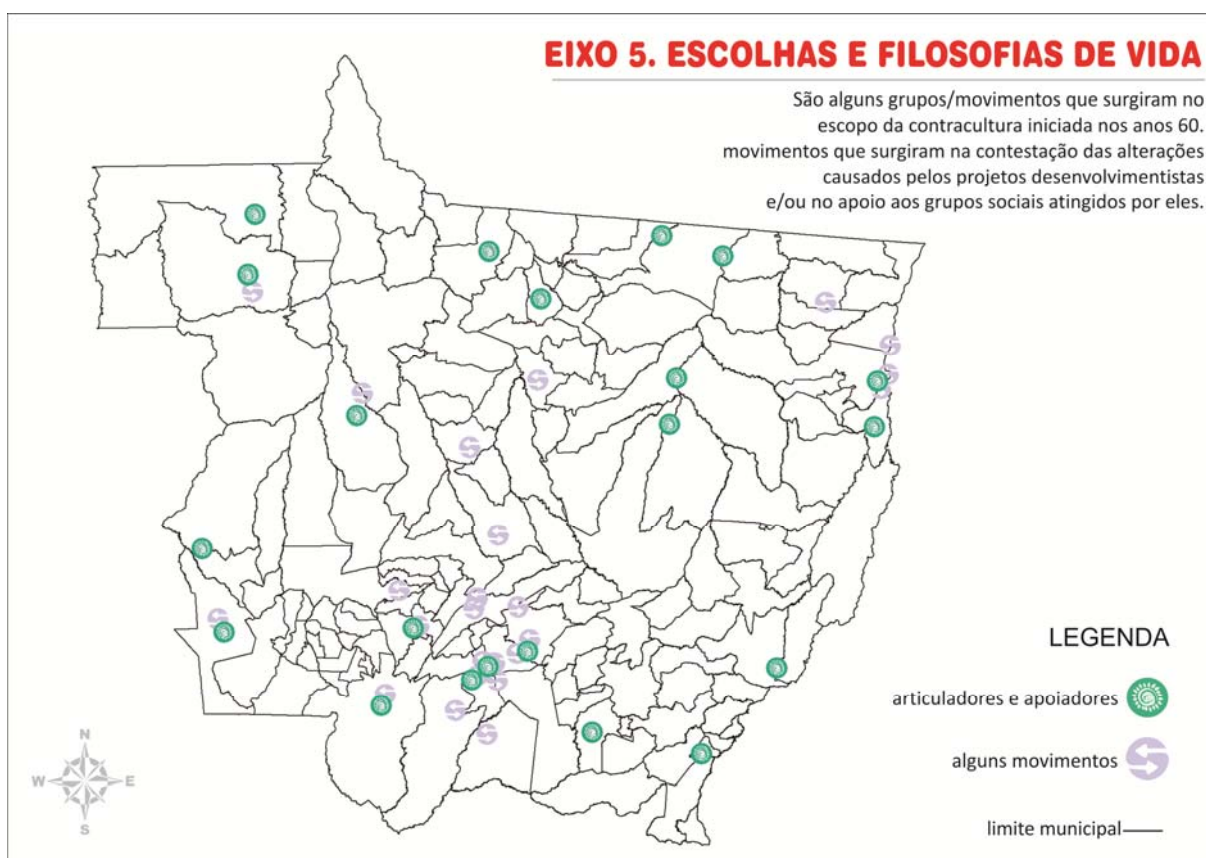 EIXO 5. ESCOLHAS E FILOSOFIAS DE VIDA
São alguns grupos/movimentos que surgiram no
escopo da contracultura iniciada nos anos 60.
movimentos que surgiram na contestação das alterações
causados pelos projetos desenvolvimentistas
e/ou no apoio aos grupos sociais atingidos por eles.
LEGENDA
articuladores e apoiadores
alguns movimentos
limite municipal
N
W E
S